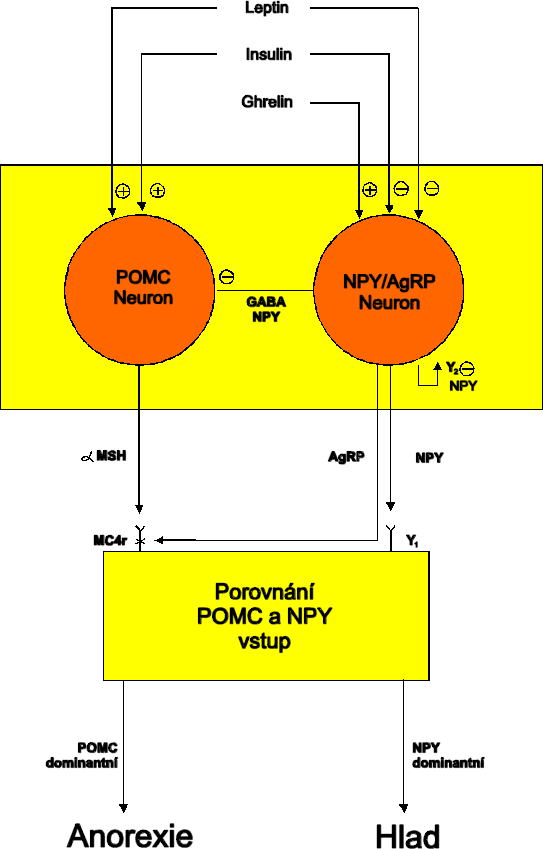 Leptin
Insulin
Ghrelin
+ + + − −
POMC
Neuron
−
GABA
NPY
NPY/AgRP
Neuron
Y2 −
NPY
αMSH
AgRP
NPY
MC4r
Y1
Porovnání
POMC a NPY
vstup
POMC
dominantní
NPY
dominantní
Anorexie
Hlad